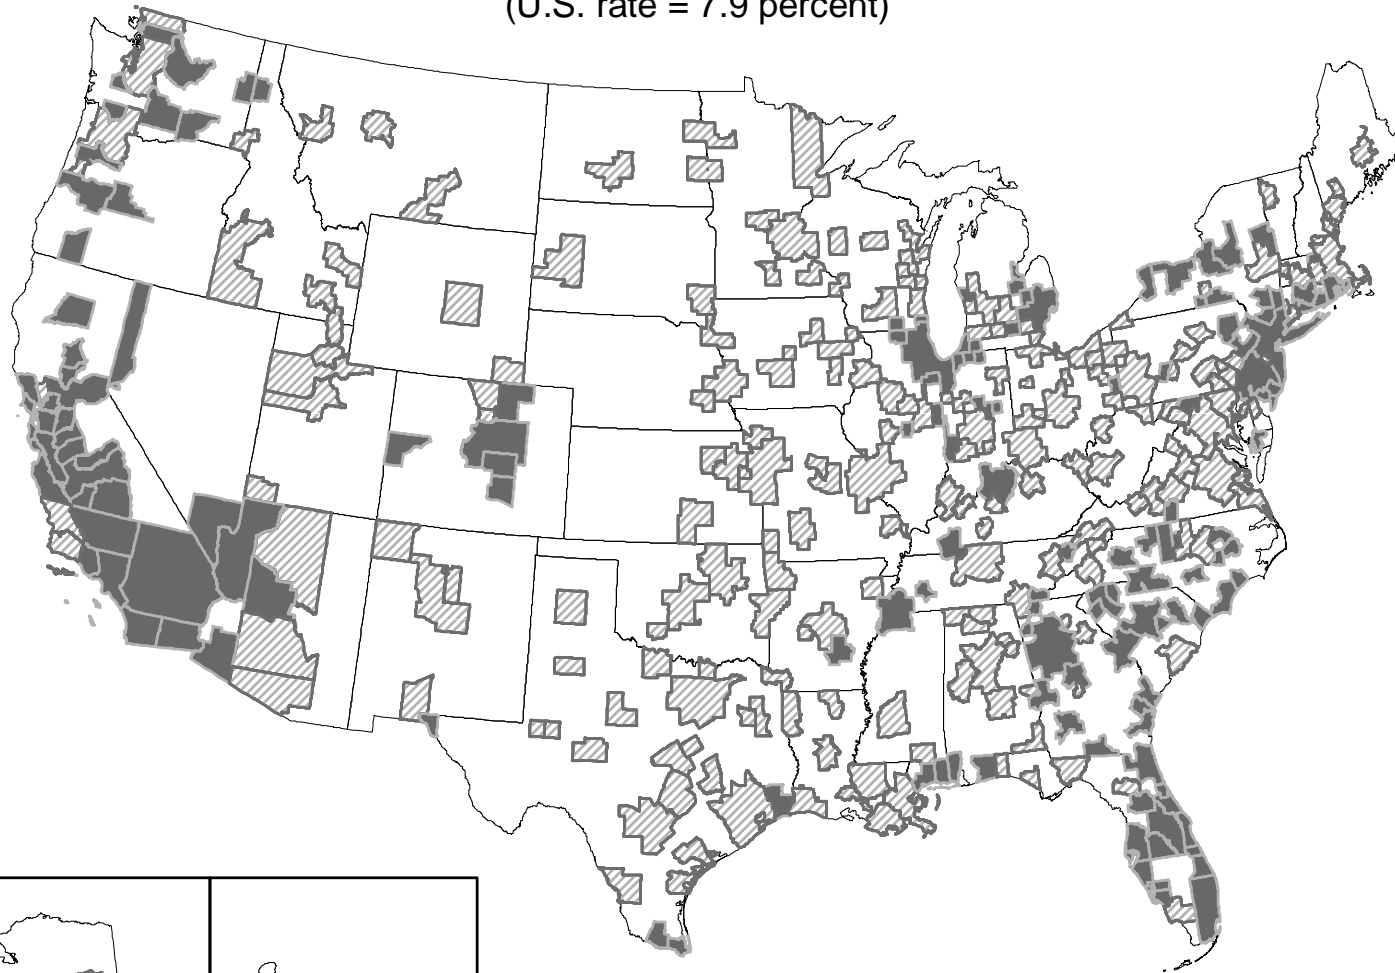 (U.S. rate = 7.9 percent)